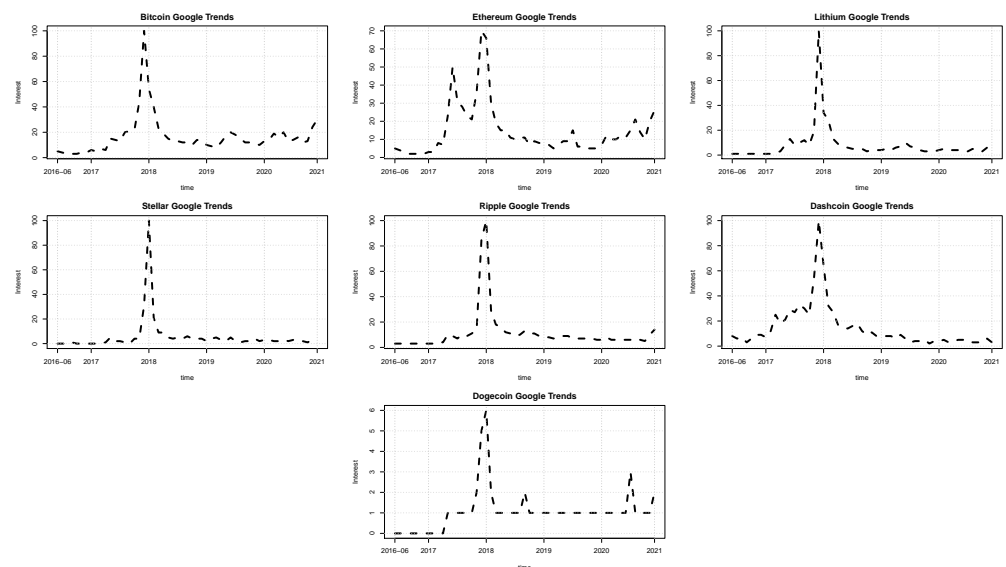 Bitcoin Google Trends
Interest
0 20 40 60 80 100
2016−06 2017 2018 2019 2020 2021
time
Ethereum Google Trends
Interest
0 10 20 30 40 50 60 70
2016−06 2017 2018 2019 2020 2021
time
Lithium Google Trends
Interest
0 20 40 60 80 100
2016−06 2017 2018 2019 2020 2021
time
Stellar Google Trends
Interest
0 20 40 60 80 100
2016−06 2017 2018 2019 2020 2021
time
Ripple Google Trends
Interest
0 20 40 60 80 100
2016−06 2017 2018 2019 2020 2021
time
Dashcoin Google Trends
Interest
0 20 40 60 80 100
2016−06 2017 2018 2019 2020 2021
time
Dogecoin Google Trends
Interest
0 1 2 3 4 5 6
2016−06 2017 2018 2019 2020 2021
time